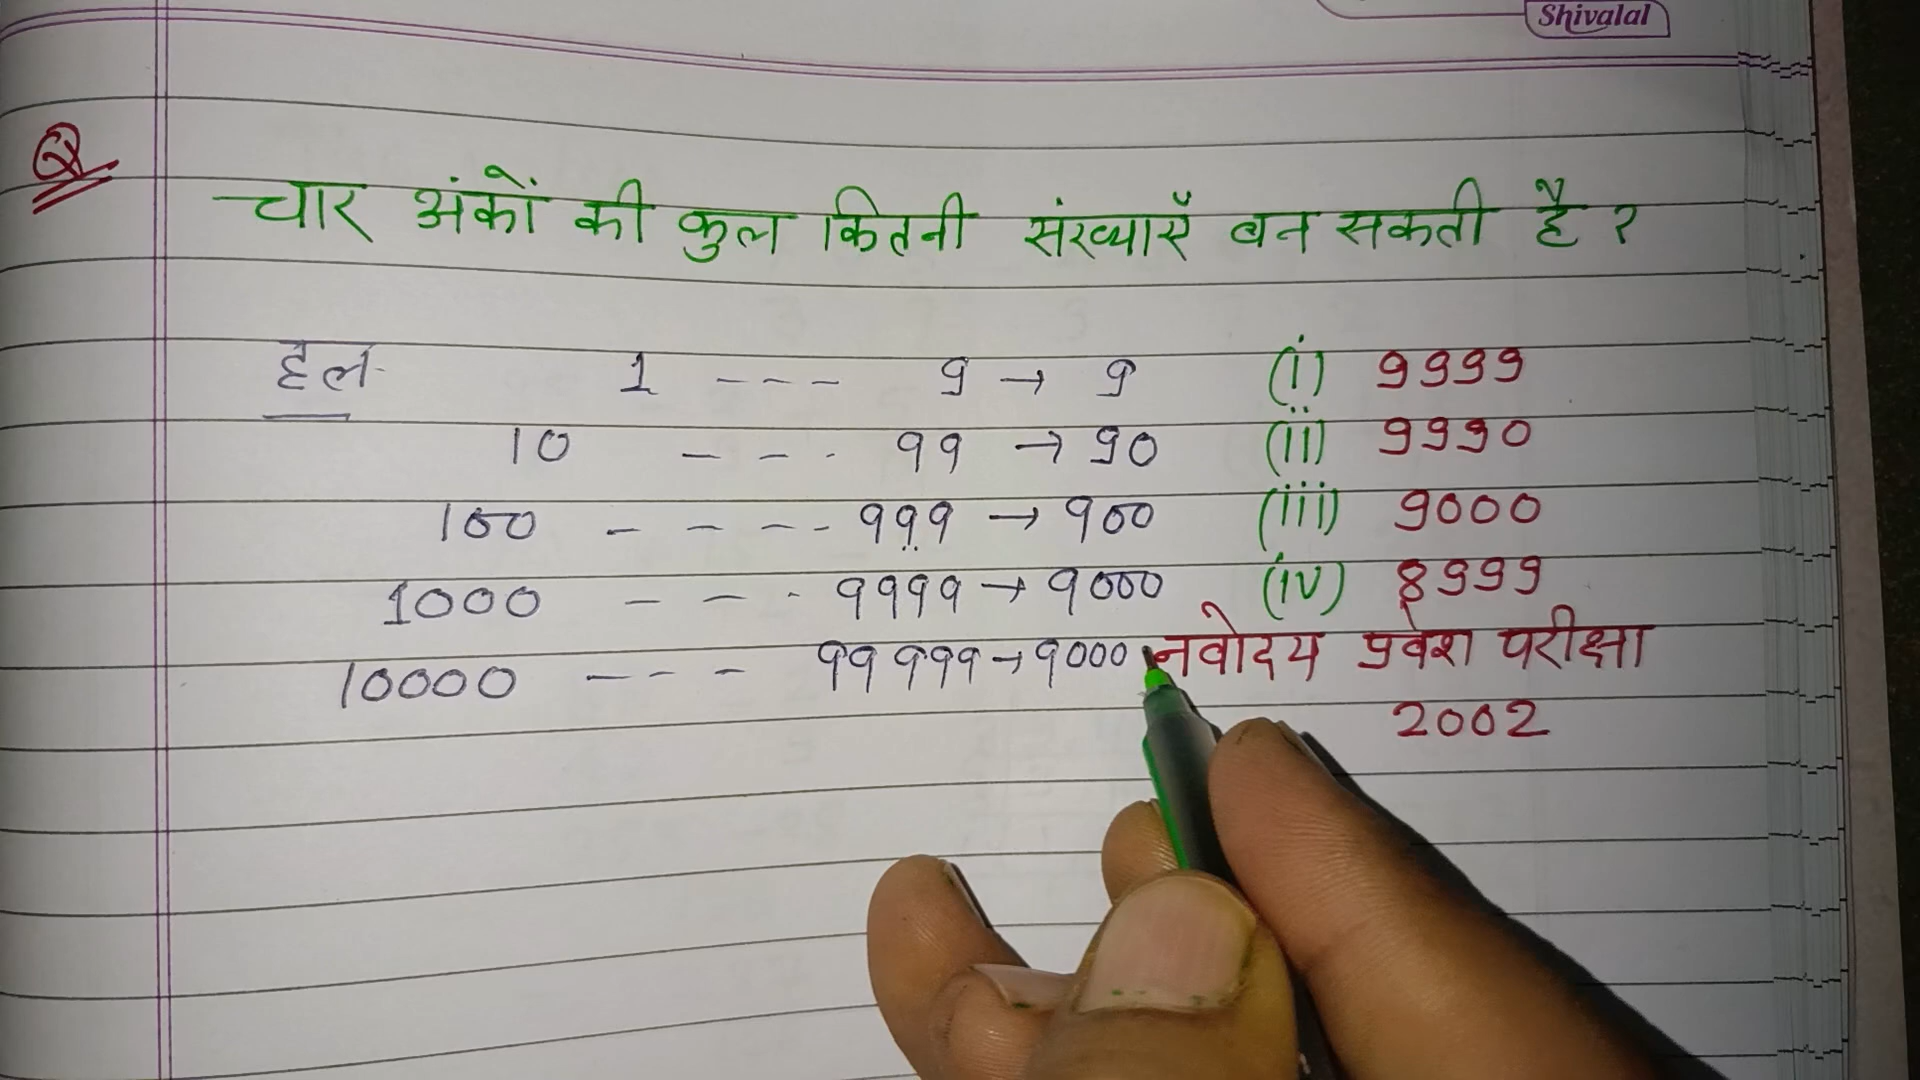 Shivalal
Q
चार अंकों की कुल कितनी संख्याएँ बन सकती है ?
हल 1 --- 9 → 9 (i) 9999
10 --- 99 → 90 (ii) 9990
100 ---- 999 → 900 (iii) 9000
1000 --- 9999 → 9000 (iv) 8999
10000 --- 99999 → 9000 नवोदय प्रवेश परीक्षा
2002